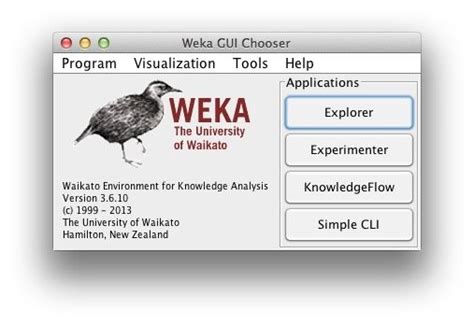 Weka GUI Chooser
Program Visualization Tools Help
WEKA
The University
of Waikato
Waikato Environment for Knowledge Analysis
Version 3.6.10
(c) 1999 - 2013
The University of Waikato
Hamilton, New Zealand
Applications
Explorer
Experimenter
KnowledgeFlow
Simple CLI